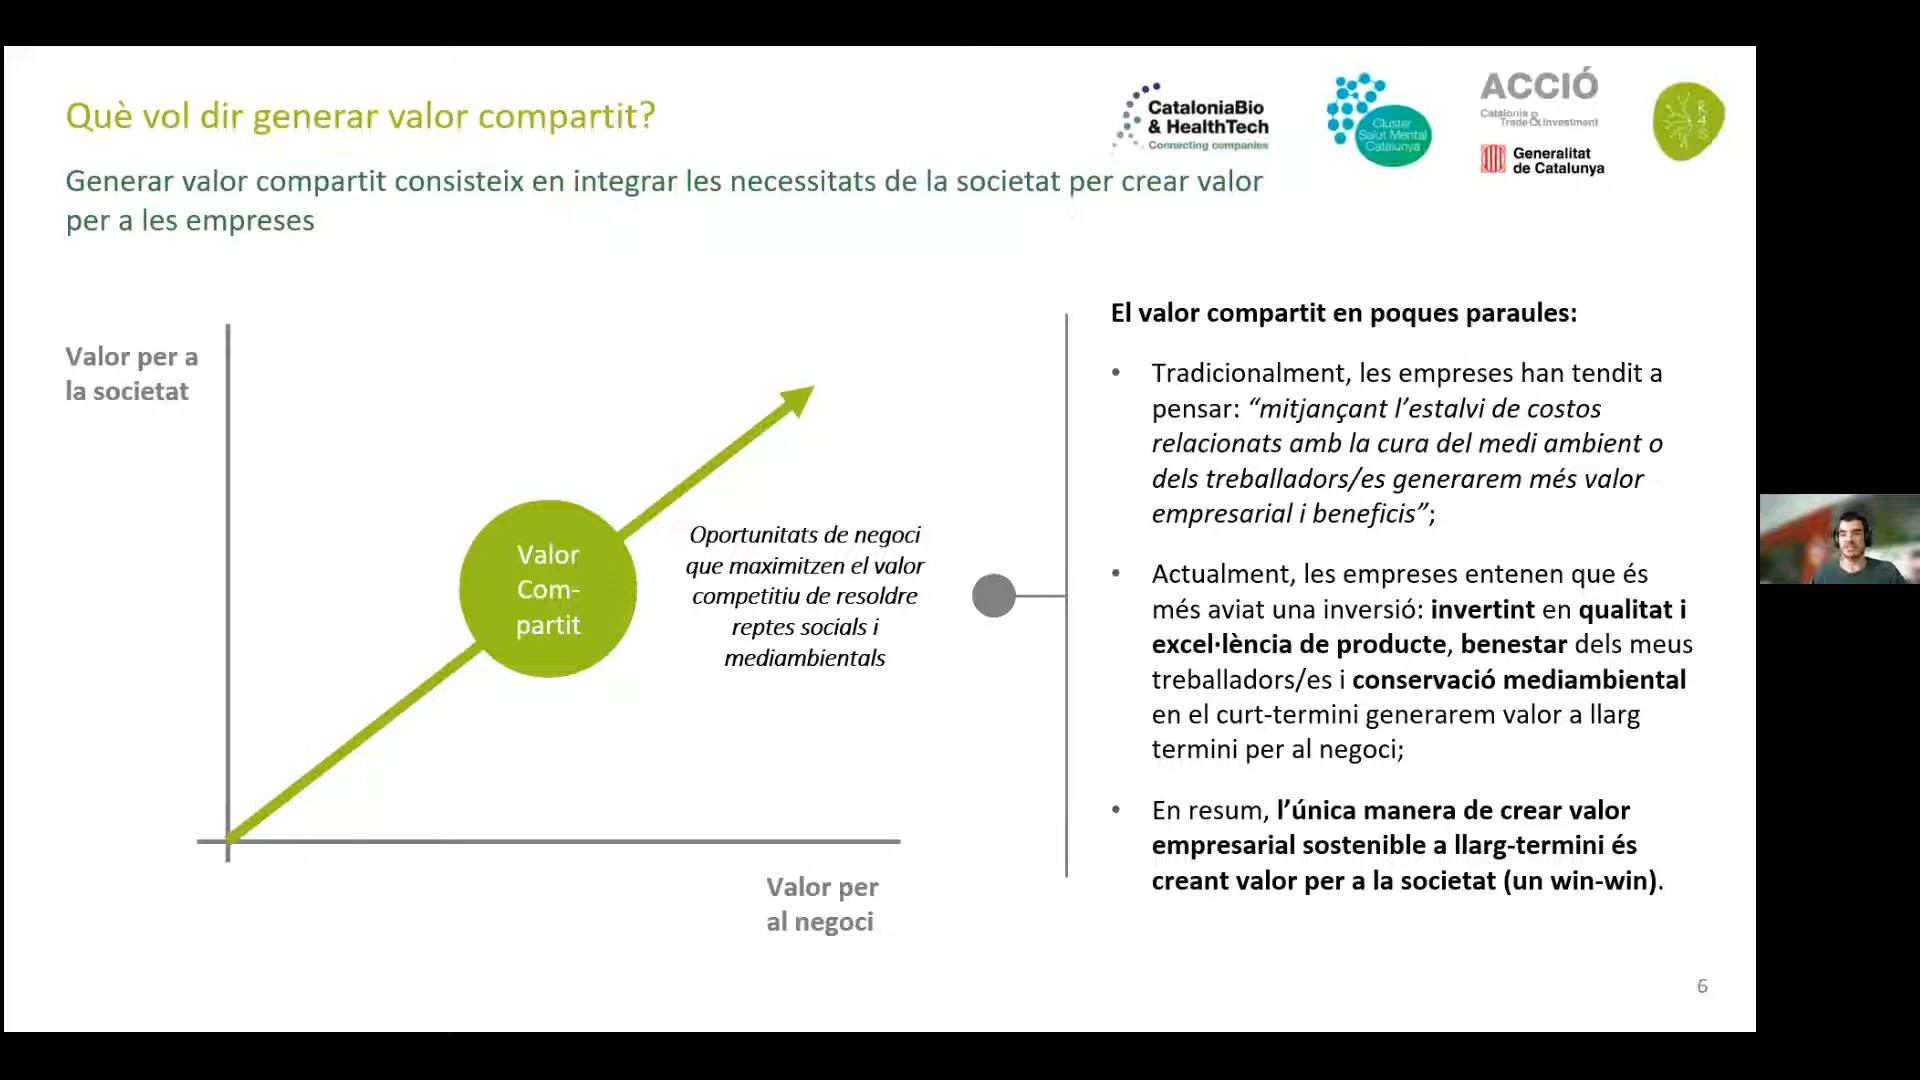 Què vol dir generar valor compartit?
CataloniaBio
& HealthTech
Connecting companies
Cluster
Salut Mental
Catalunya
ACCIÓ
Catalonia
Trade & Investment
Generalitat
de Catalunya
Generar valor compartit consisteix en integrar les necessitats de la societat per crear valor
per a les empreses
Valor per a
la societat
Valor
Com-
partit
Oportunitats de negoci
que maximitzen el valor
competitiu de resoldre
reptes socials i
mediambientals
Valor per
al negoci
El valor compartit en poques paraules:
• Tradicionalment, les empreses han tendit a
pensar: “mitjançant l’estalvi de costos
relacionats amb la cura del medi ambient o
dels treballadors/es generarem més valor
empresarial i beneficis”;
• Actualment, les empreses entenen que és
més aviat una inversió: invertint en qualitat i
excel·lència de producte, benestar dels meus
treballadors/es i conservació mediambiental
en el curt-termini generarem valor a llarg
termini per al negoci;
• En resum, l’única manera de crear valor
empresarial sostenible a llarg-termini és
creant valor per a la societat (un win-win).
6